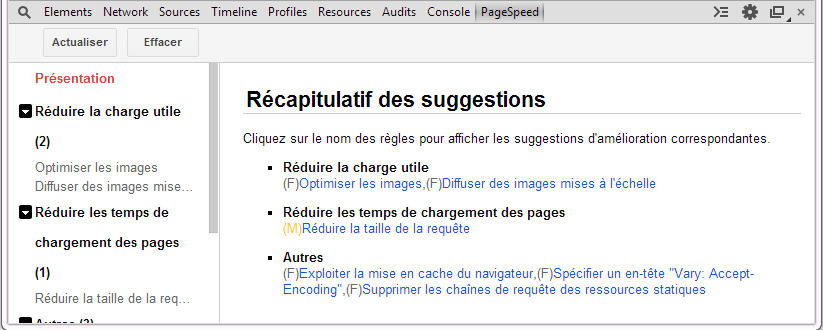 Elements Network Sources Timeline Profiles Resources Audits Console PageSpeed
Actualiser Effacer
Présentation
Réduire la charge utile
(2)
Optimiser les images
Diffuser des images mise...
Réduire les temps de
chargement des pages
(1)
Réduire la taille de la req...
Autres (3)
Récapitulatif des suggestions
Cliquez sur le nom des règles pour afficher les suggestions d'amélioration correspondantes.
Réduire la charge utile
(F)Optimiser les images,(F)Diffuser des images mises à l'échelle
Réduire les temps de chargement des pages
(M)Réduire la taille de la requête
Autres
(F)Exploiter la mise en cache du navigateur,(F)Spécifier un en-tête "Vary: Accept-
Encoding",(F)Supprimer les chaînes de requête des ressources statiques